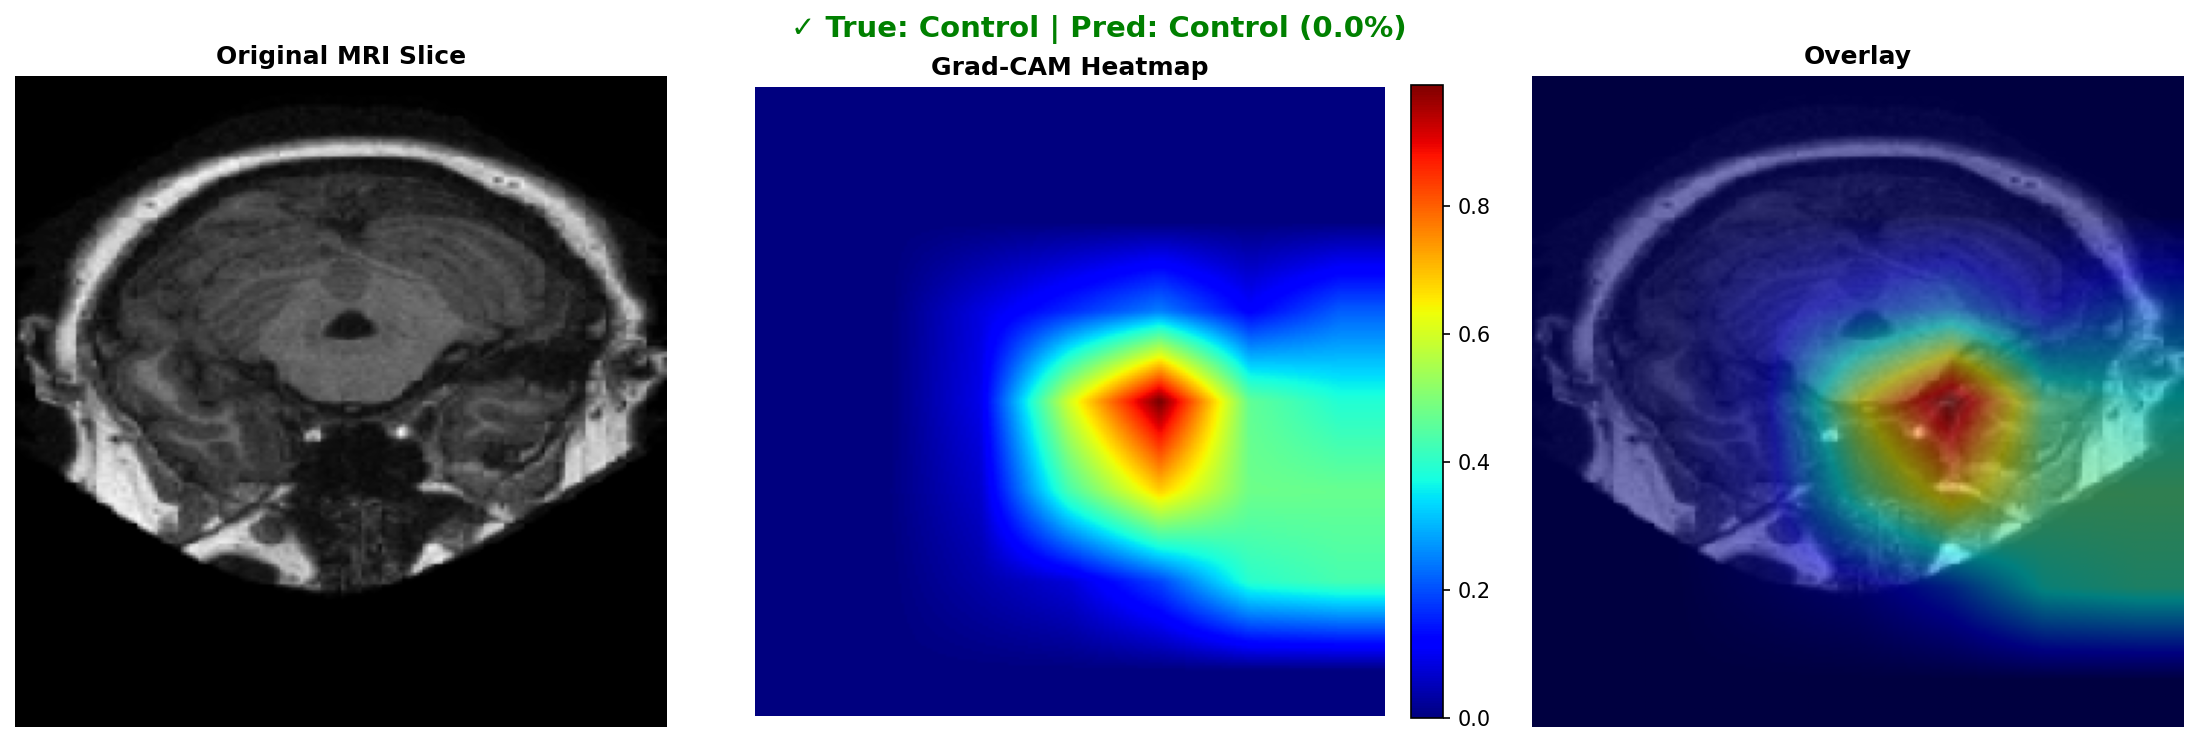 ✓ True: Control | Pred: Control (0.0%)
Original MRI Slice
Grad-CAM Heatmap
Overlay
0.8
0.6
0.4
0.2
0.0